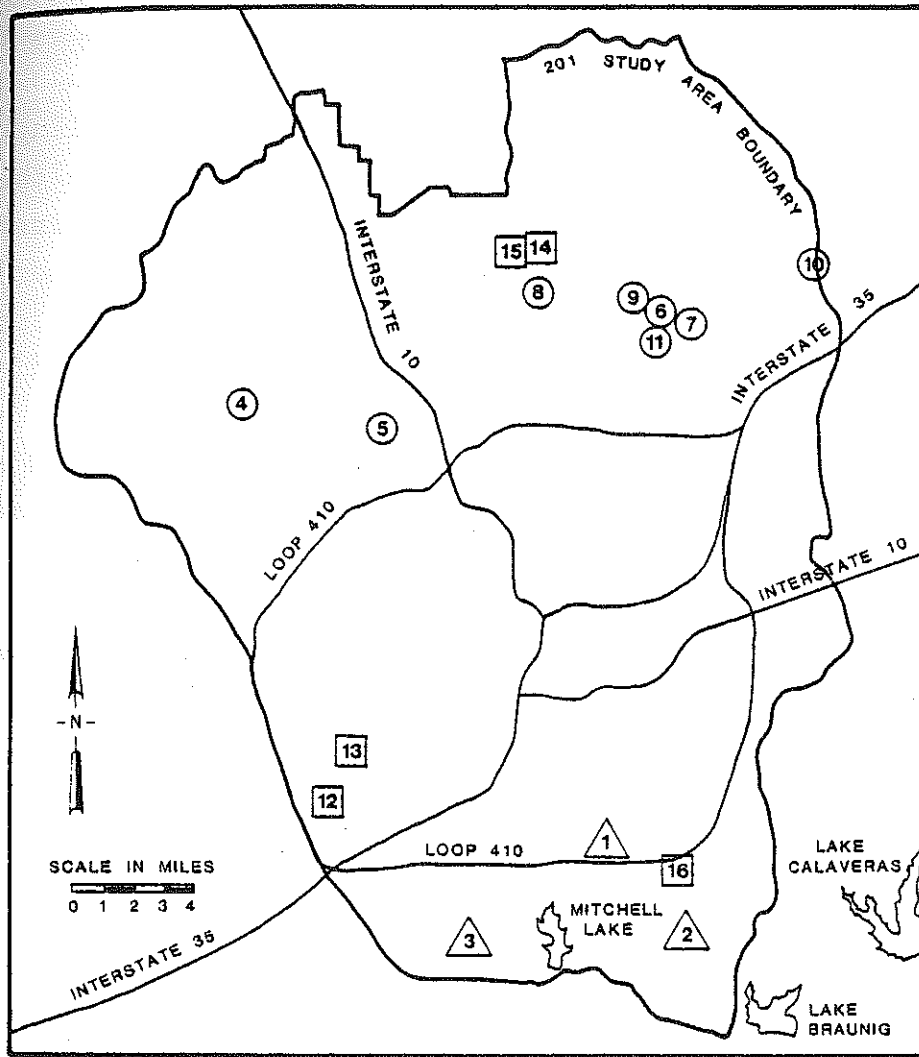 201 STUDY AREA BOUNDARY
INTERSTATE 10
15 14
10
8
9
6
7
11
INTERSTATE 35
4
5
LOOP 410
INTERSTATE 10
-N-
13
12
SCALE IN MILES
0 1 2 3 4
LOOP 410
1
16
LAKE
CALAVERAS
MITCHELL
LAKE
3
2
INTERSTATE 35
LAKE
BRAUNIG